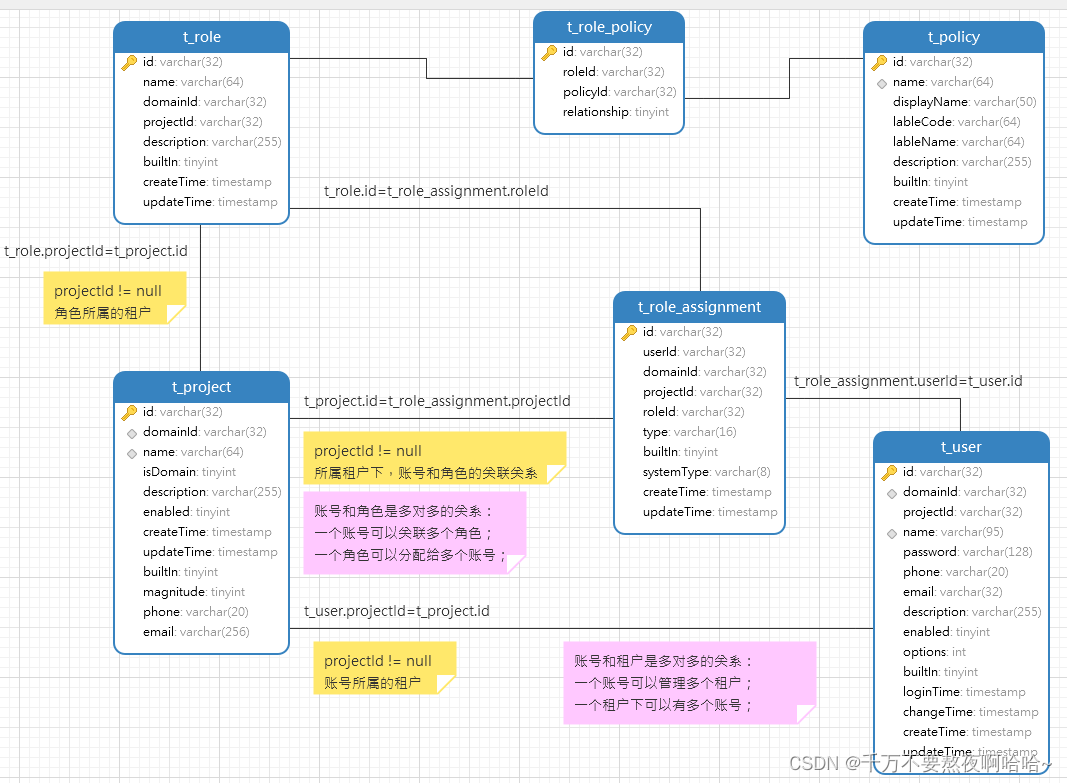 t_role
id: varchar(32)
name: varchar(64)
domainId: varchar(32)
projectId: varchar(32)
description: varchar(255)
builtIn: tinyint
createTime: timestamp
updateTime: timestamp
t_role_policy
id: varchar(32)
roleId: varchar(32)
policyId: varchar(32)
relationship: tinyint
t_policy
id: varchar(32)
name: varchar(64)
displayName: varchar(50)
lableCode: varchar(64)
lableName: varchar(64)
description: varchar(255)
builtIn: tinyint
createTime: timestamp
updateTime: timestamp
t_role.id=t_role_assignment.roleId
t_role.projectId=t_project.id
projectId != null
角色所属的租户
t_role_assignment
id: varchar(32)
userId: varchar(32)
domainId: varchar(32)
projectId: varchar(32)
roleId: varchar(32)
type: varchar(16)
builtIn: tinyint
systemType: varchar(8)
createTime: timestamp
updateTime: timestamp
t_project
id: varchar(32)
domainId: varchar(32)
name: varchar(64)
isDomain: tinyint
description: varchar(255)
enabled: tinyint
createTime: timestamp
updateTime: timestamp
builtIn: tinyint
magnitude: tinyint
phone: varchar(20)
email: varchar(256)
t_project.id=t_role_assignment.projectId
projectId != null
所属租户下，账号和角色的关联关系
账号和角色是多对多的关系：
一个账号可以关联多个角色；
一个角色可以分配给多个账号；
t_role_assignment.userId=t_user.id
t_user
id: varchar(32)
domainId: varchar(32)
projectId: varchar(32)
name: varchar(95)
password: varchar(128)
phone: varchar(20)
email: varchar(32)
description: varchar(255)
enabled: tinyint
options: int
builtIn: tinyint
loginTime: timestamp
changeTime: timestamp
createTime: timestamp
updateTime: timestamp
t_user.projectId=t_project.id
projectId != null
账号所属的租户
账号和租户是多对多的关系：
一个账号可以管理多个租户；
一个租户下可以有多个账号；
CSDN @千万不要熬夜啊哈哈~